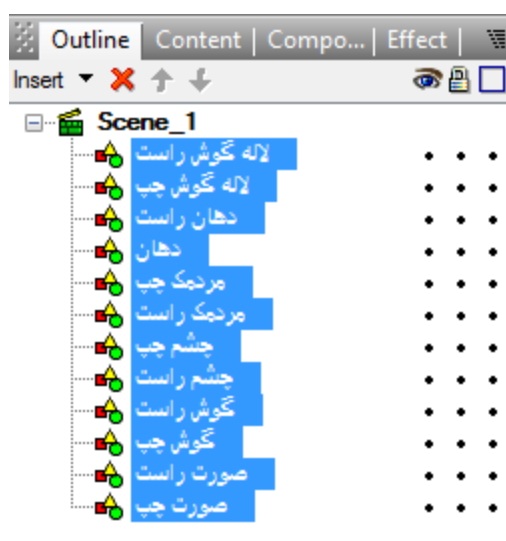 Outline Content Compo... Effect
Insert
Scene_1
لاله گوش راست
لاله گوش چپ
دهان راست
دهان
مردمک چپ
مردمک راست
چشم چپ
چشم راست
گوش راست
گوش چپ
صورت راست
صورت چپ